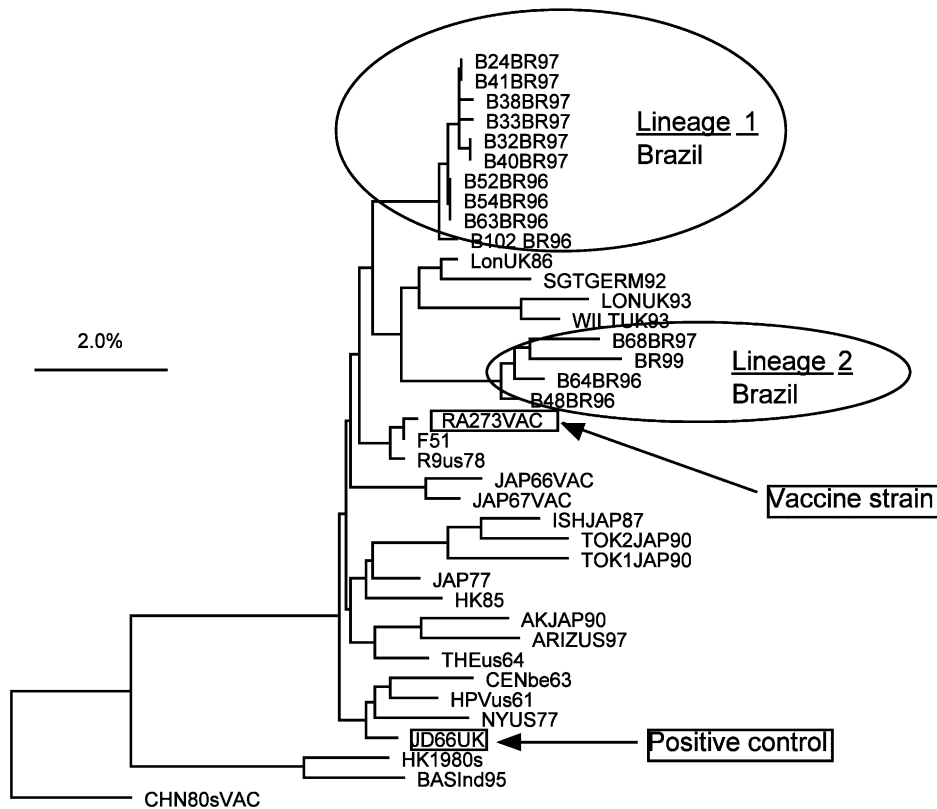 B24BR97
B41BR97
B38BR97
B33BR97
Lineage 1
B32BR97
Brazil
B40BR97
B52BR96
B54BR96
B63BR96
B102 BR96
LonUK86
SGTGERM92
LONUK93
WILTUK93
2.0%
B68BR97
BR99
Lineage 2
B64BR96
Brazil
B48BR96
RA273VAC
F51
R9us78
JAP66VAC
JAP67VAC
Vaccine strain
ISHJAP87
TOK2JAP90
TOK1JAP90
JAP77
HK85
AKJAP90
ARIZUS97
THEus64
CENbe63
HPVus61
NYUS77
JD66UK
Positive control
HK1980s
BASInd95
CHN80sVAC